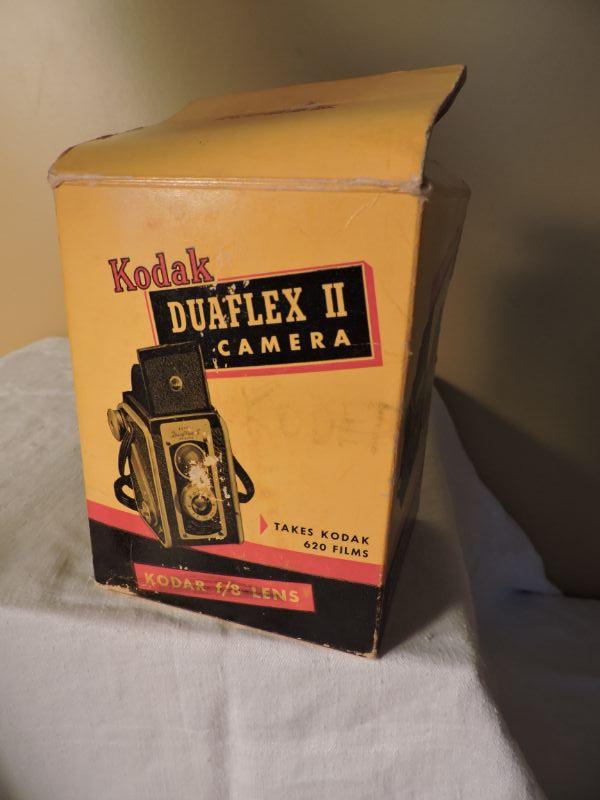 Kodak
DUAFLEX II
CAMERA
TAKES KODAK
620 FILMS
KODAR f/8 LENS